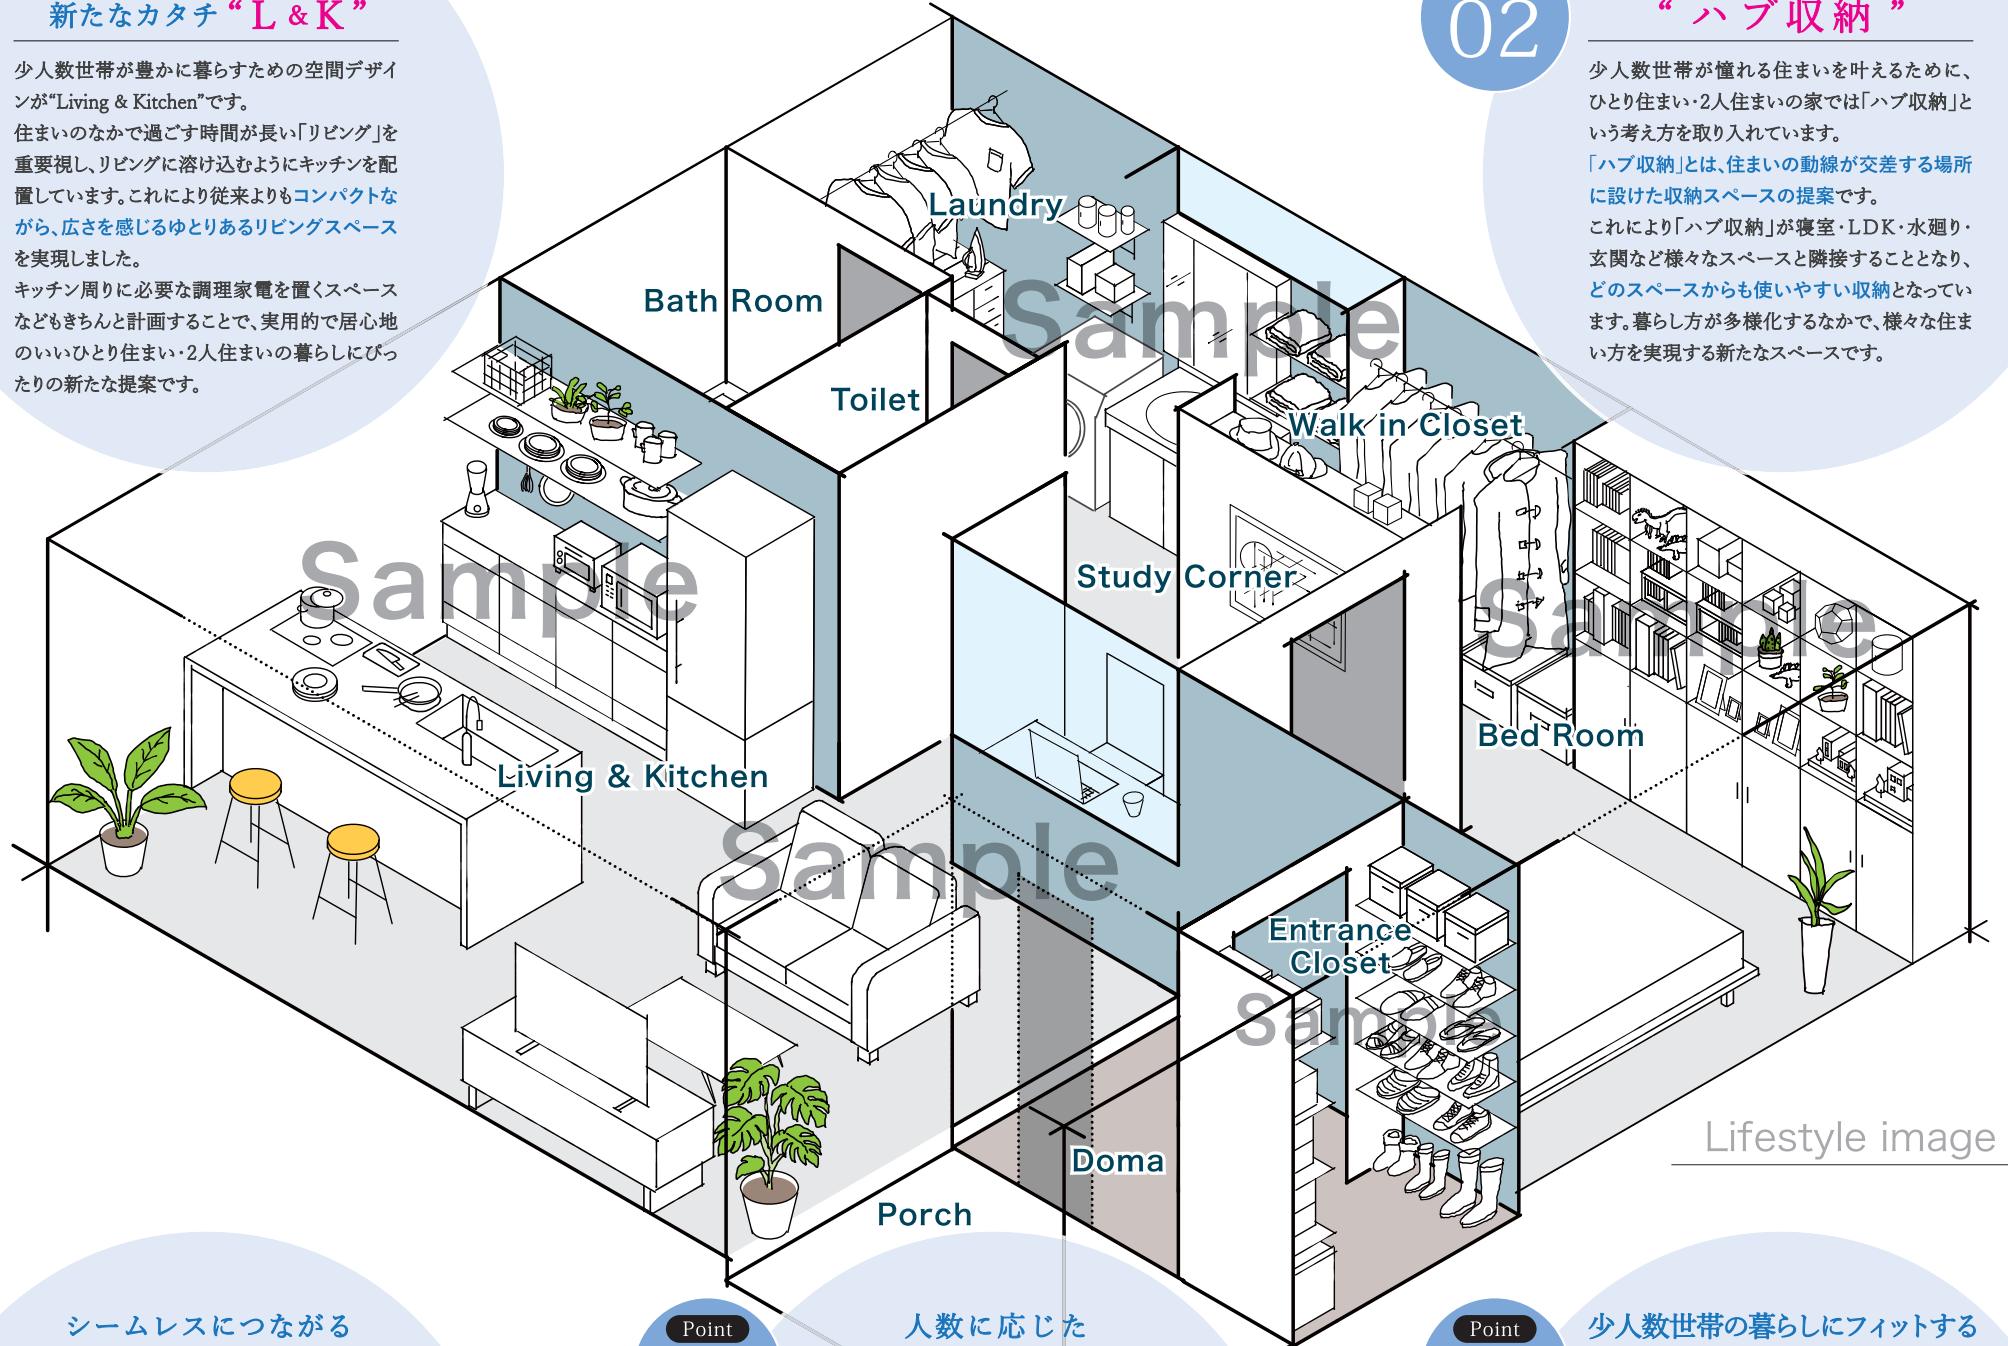 新たなカタチ“L&K”
少人数世帯が豊かに暮らすための空間デザイ
ンが“Living & Kitchen”です。
住まいのなかで過ごす時間が長い「リビング」を
重要視し、リビングに溶け込むようにキッチンを配
置しています。これにより従来よりもコンパクトな
がら、広さを感じるゆとりあるリビングスペース
を実現しました。
キッチン周りに必要な調理家電を置くスペース
などもきちんと計画することで、実用的で居心地
のいいひとり住まい・2人住まいの暮らしにぴっ
たりの新たな提案です。
02
“ハブ収納”
少人数世帯が憧れる住まいを叶えるために、
ひとり住まい・2人住まいの家では「ハブ収納」と
いう考え方を取り入れています。
「ハブ収納」とは、住まいの動線が交差する場所
に設けた収納スペースの提案です。
これにより「ハブ収納」が寝室・LDK・水廻り・
玄関など様々なスペースと隣接することとなり、
どのスペースからも使いやすい収納となってい
ます。暮らし方が多様化するなかで、様々な住ま
い方を実現する新たなスペースです。
Laundry
Bath Room
Sample
Toilet
Walk in Closet
Study Corner
Sample
Sample
Bed Room
Living & Kitchen
Sample
Entrance
Closet
Sample
Lifestyle image
Doma
Porch
シームレスにつながる
Point
人数に応じた
Point
少人数世帯の暮らしにフィットする